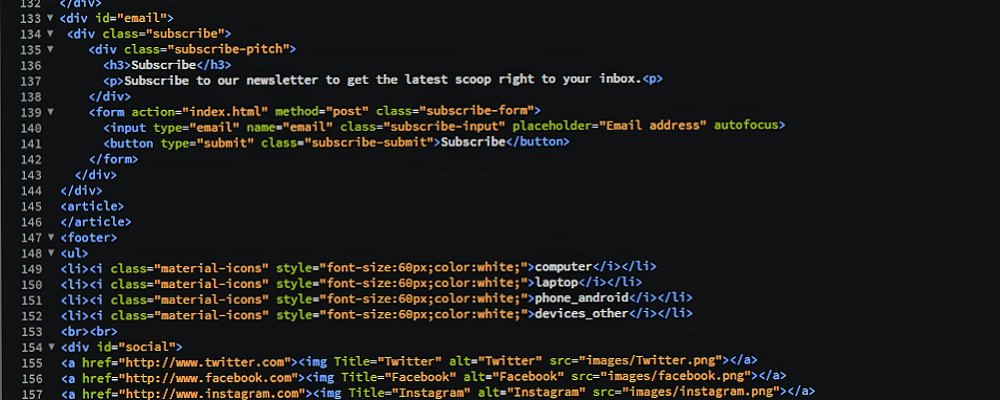 132 </div>
133 <div id="email">
134 <div class="subscribe">
135 <div class="subscribe-pitch">
136 <h3>Subscribe</h3>
137 <p>Subscribe to our newsletter to get the latest scoop right to your inbox.<p>
138 </div>
139 <form action="index.html" method="post" class="subscribe-form">
140 <input type="email" name="email" class="subscribe-input" placeholder="Email address" autofocus>
141 <button type="submit" class="subscribe-submit">Subscribe</button>
142 </form>
143 </div>
144 </div>
145 <article>
146 </article>
147 <footer>
148 <ul>
149 <li><i class="material-icons" style="font-size:60px;color:white;">computer</i></li>
150 <li><i class="material-icons" style="font-size:60px;color:white;">laptop</i></li>
151 <li><i class="material-icons" style="font-size:60px;color:white;">phone_android</i></li>
152 <li><i class="material-icons" style="font-size:60px;color:white;">devices_other</i></li>
153 <br><br>
154 <div id="social">
155 <a href="http://www.twitter.com"><img Title="Twitter" alt="Twitter" src="images/Twitter.png"></a>
156 <a href="http://www.facebook.com"><img Title="Facebook" alt="Facebook" src="images/facebook.png"></a>
157 <a href="http://www.instagram.com"><img Title="Instagram" alt="Instagram" src="images/instagram.png"></a>